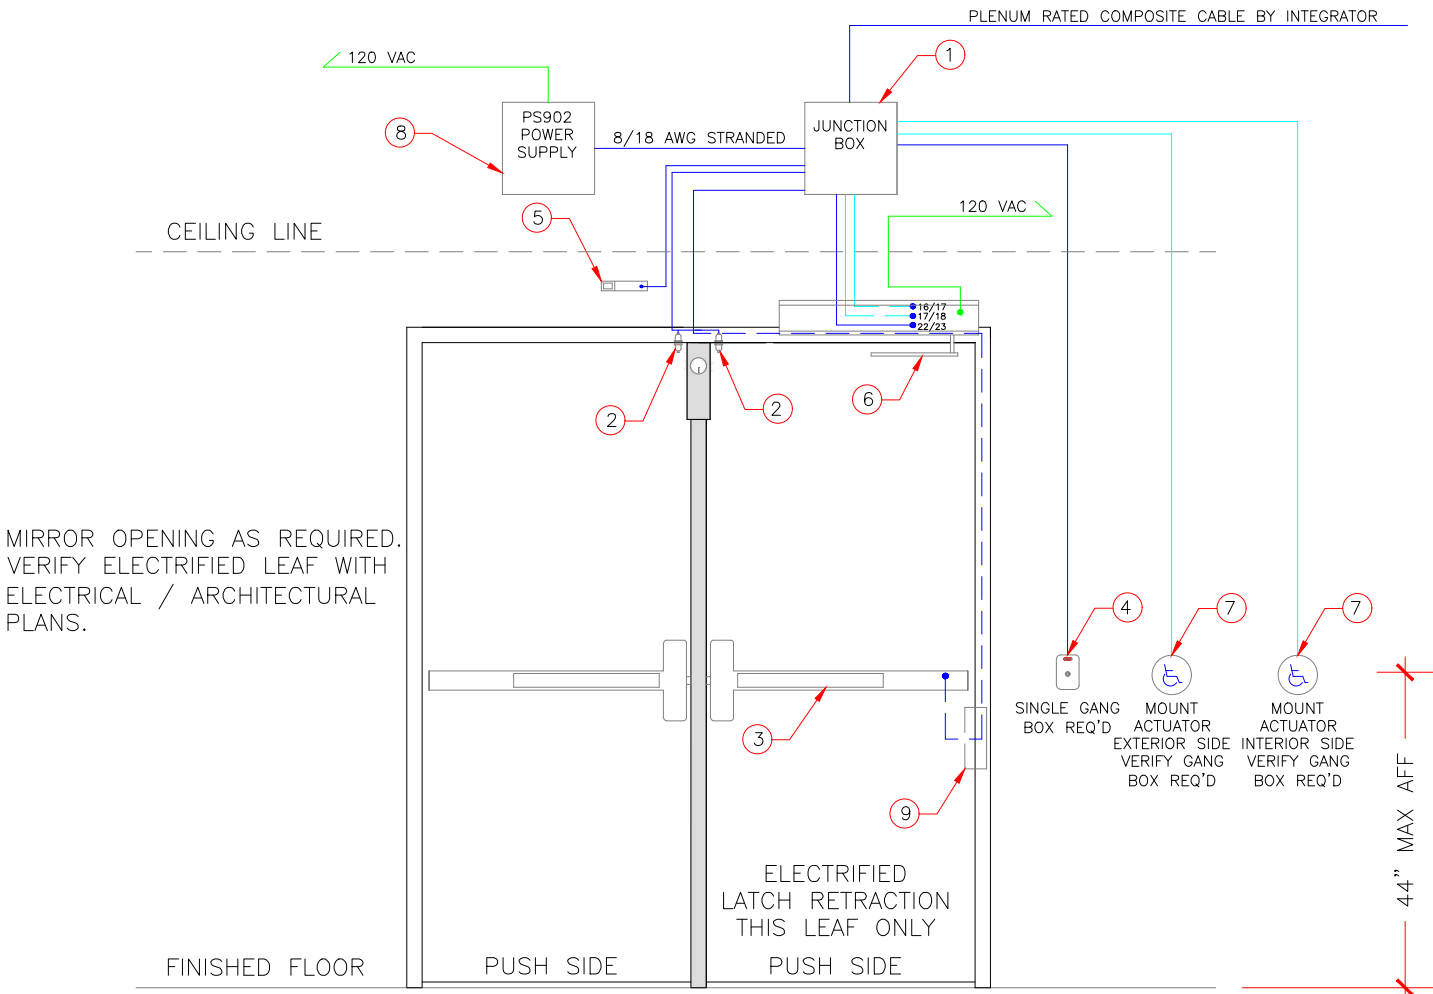 PLENUM RATED COMPOSITE CABLE BY INTEGRATOR
120 VAC
1
8
PS902
POWER
SUPPLY
8/18 AWG STRANDED
JUNCTION
BOX
5
120 VAC
CEILING LINE
16/17
17/18
22/23
2
2
6
MIRROR OPENING AS REQUIRED.
VERIFY ELECTRIFIED LEAF WITH
ELECTRICAL / ARCHITECTURAL
PLANS.
4
7
7
3
9
SINGLE GANG
BOX REQ'D
MOUNT
ACTUATOR
EXTERIOR SIDE
VERIFY GANG
BOX REQ'D
MOUNT
ACTUATOR
INTERIOR SIDE
VERIFY GANG
BOX REQ'D
44" MAX AFF
ELECTRIFIED
LATCH RETRACTION
THIS LEAF ONLY
FINISHED FLOOR
PUSH SIDE
PUSH SIDE